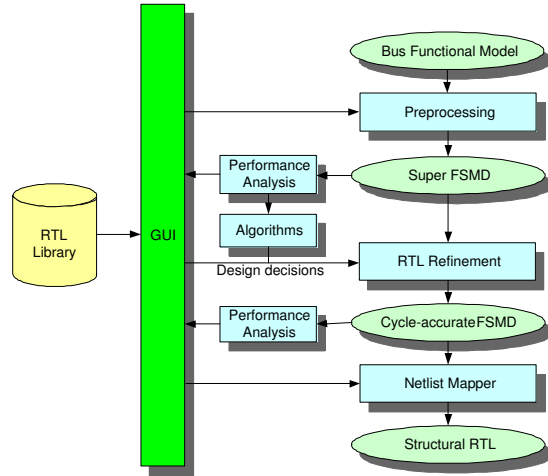 Bus Functional Model
Preprocessing
Performance
Analysis
Super FSMD
RTL
Library
GUI
Algorithms
Design decisions
RTL Refinement
Performance
Analysis
Cycle-accurateFSMD
Netlist Mapper
Structural RTL